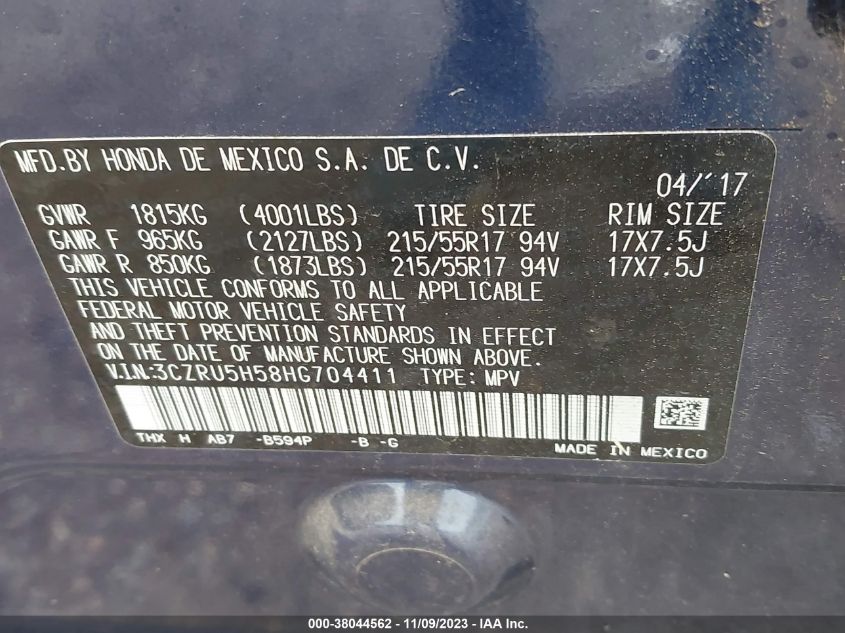 MFD.BY HONDA DE MEXICO S.A. DE C.V.
04/'17
GVWR 1815KG (4001LBS) TIRE SIZE RIM SIZE
GAWR F 965KG (2127LBS) 215/55R17 94V 17X7.5J
GAWR R 850KG (1873LBS) 215/55R17 94V 17X7.5J
THIS VEHICLE CONFORMS TO ALL APPLICABLE
FEDERAL MOTOR VEHICLE SAFETY
AND THEFT PREVENTION STANDARDS IN EFFECT
ON THE DATE OF MANUFACTURE SHOWN ABOVE.
V.I.N.:3CZRU5H58HG704411 TYPE: MPV
THX H AB7 -B594P -B -G
MADE IN MEXICO
000-38044562 - 11/09/2023 - IAA Inc.